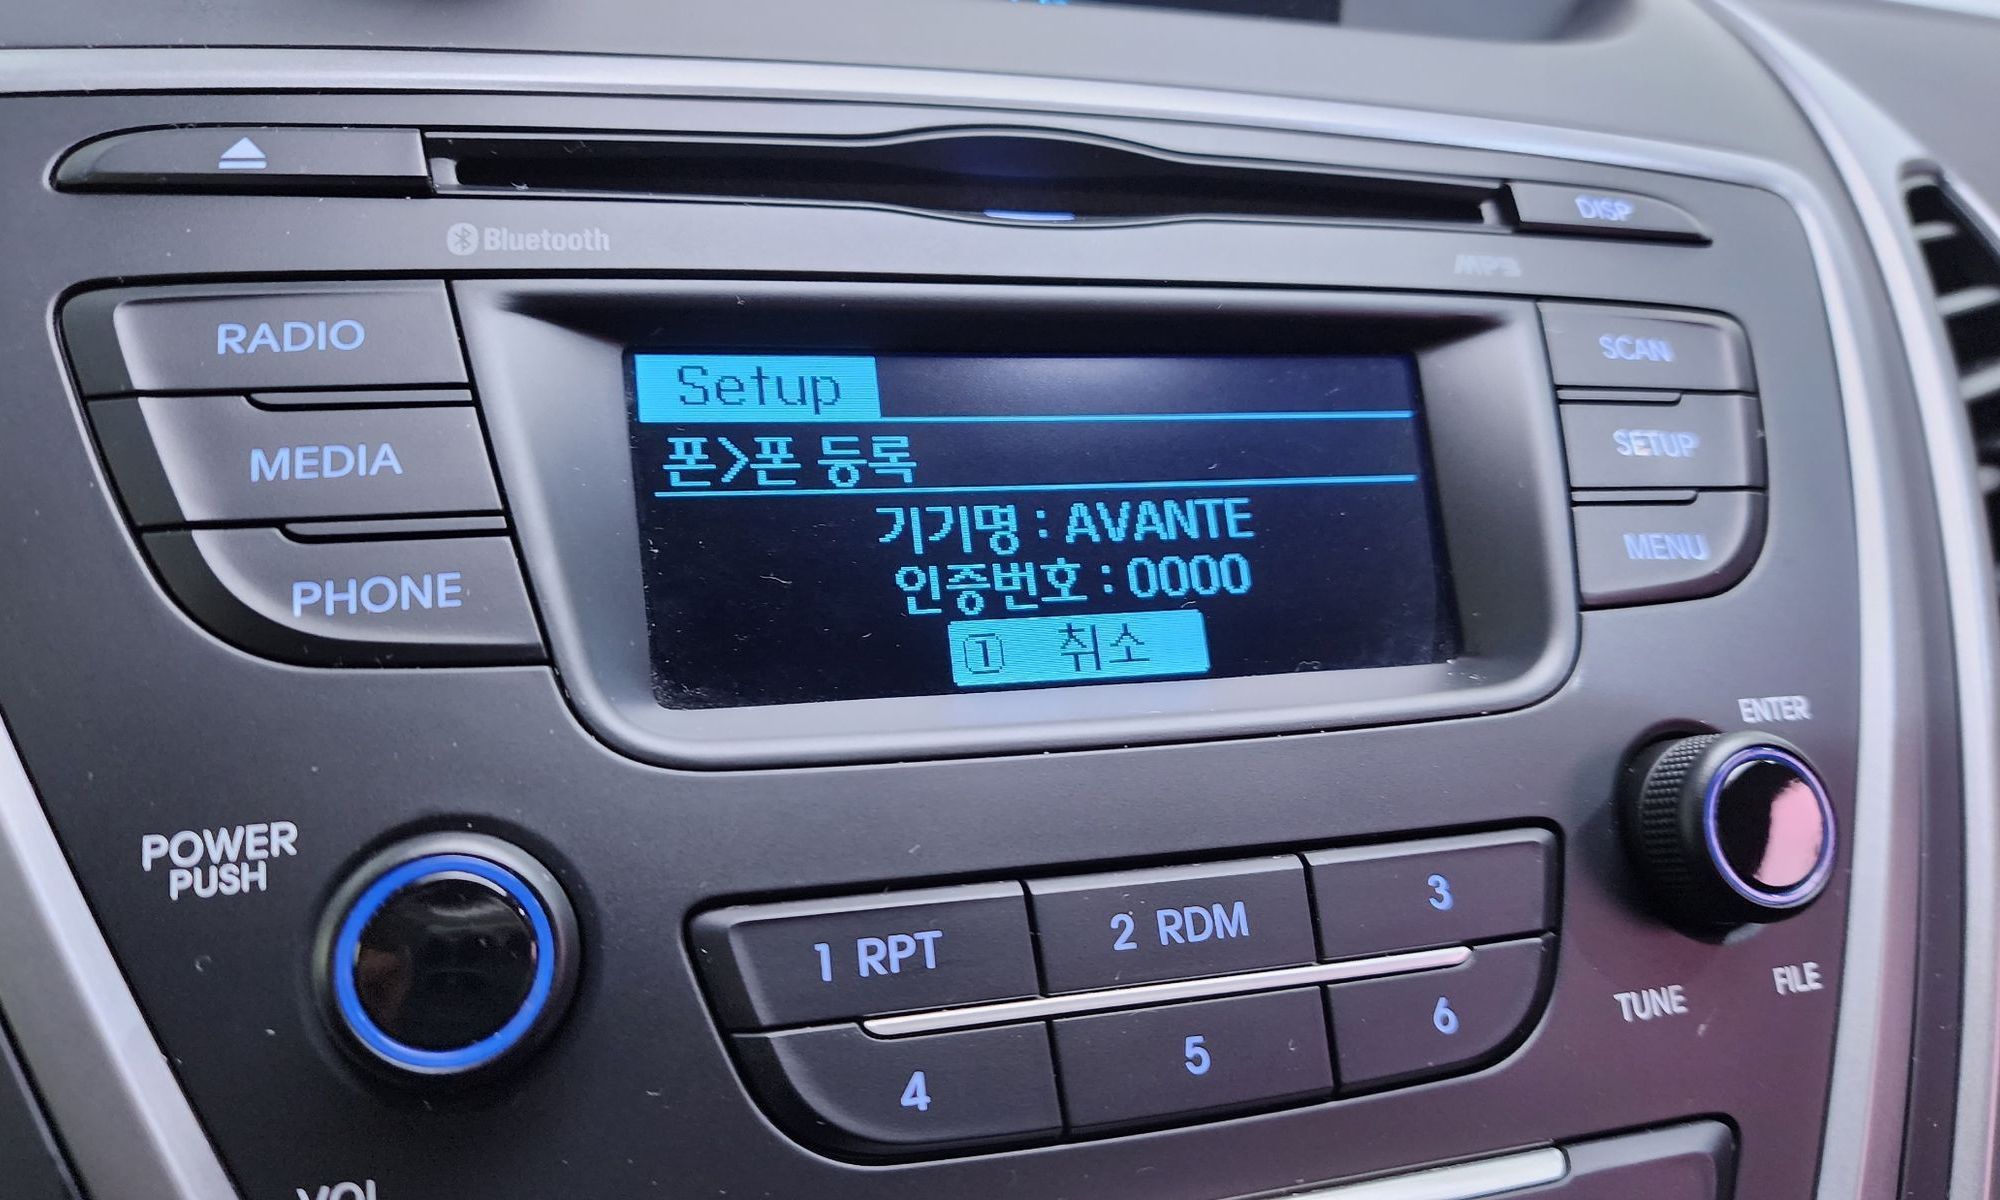 DISP
Bluetooth
MP3
RADIO
MEDIA
PHONE
Setup
폰>폰 등록
기기명 : AVANTE
인증번호 : 0000
① 취소
SCAN
SETUP
MENU
ENTER
TUNE
FILE
POWER
PUSH
VOL
1 RPT
2 RDM
3
4
5
6